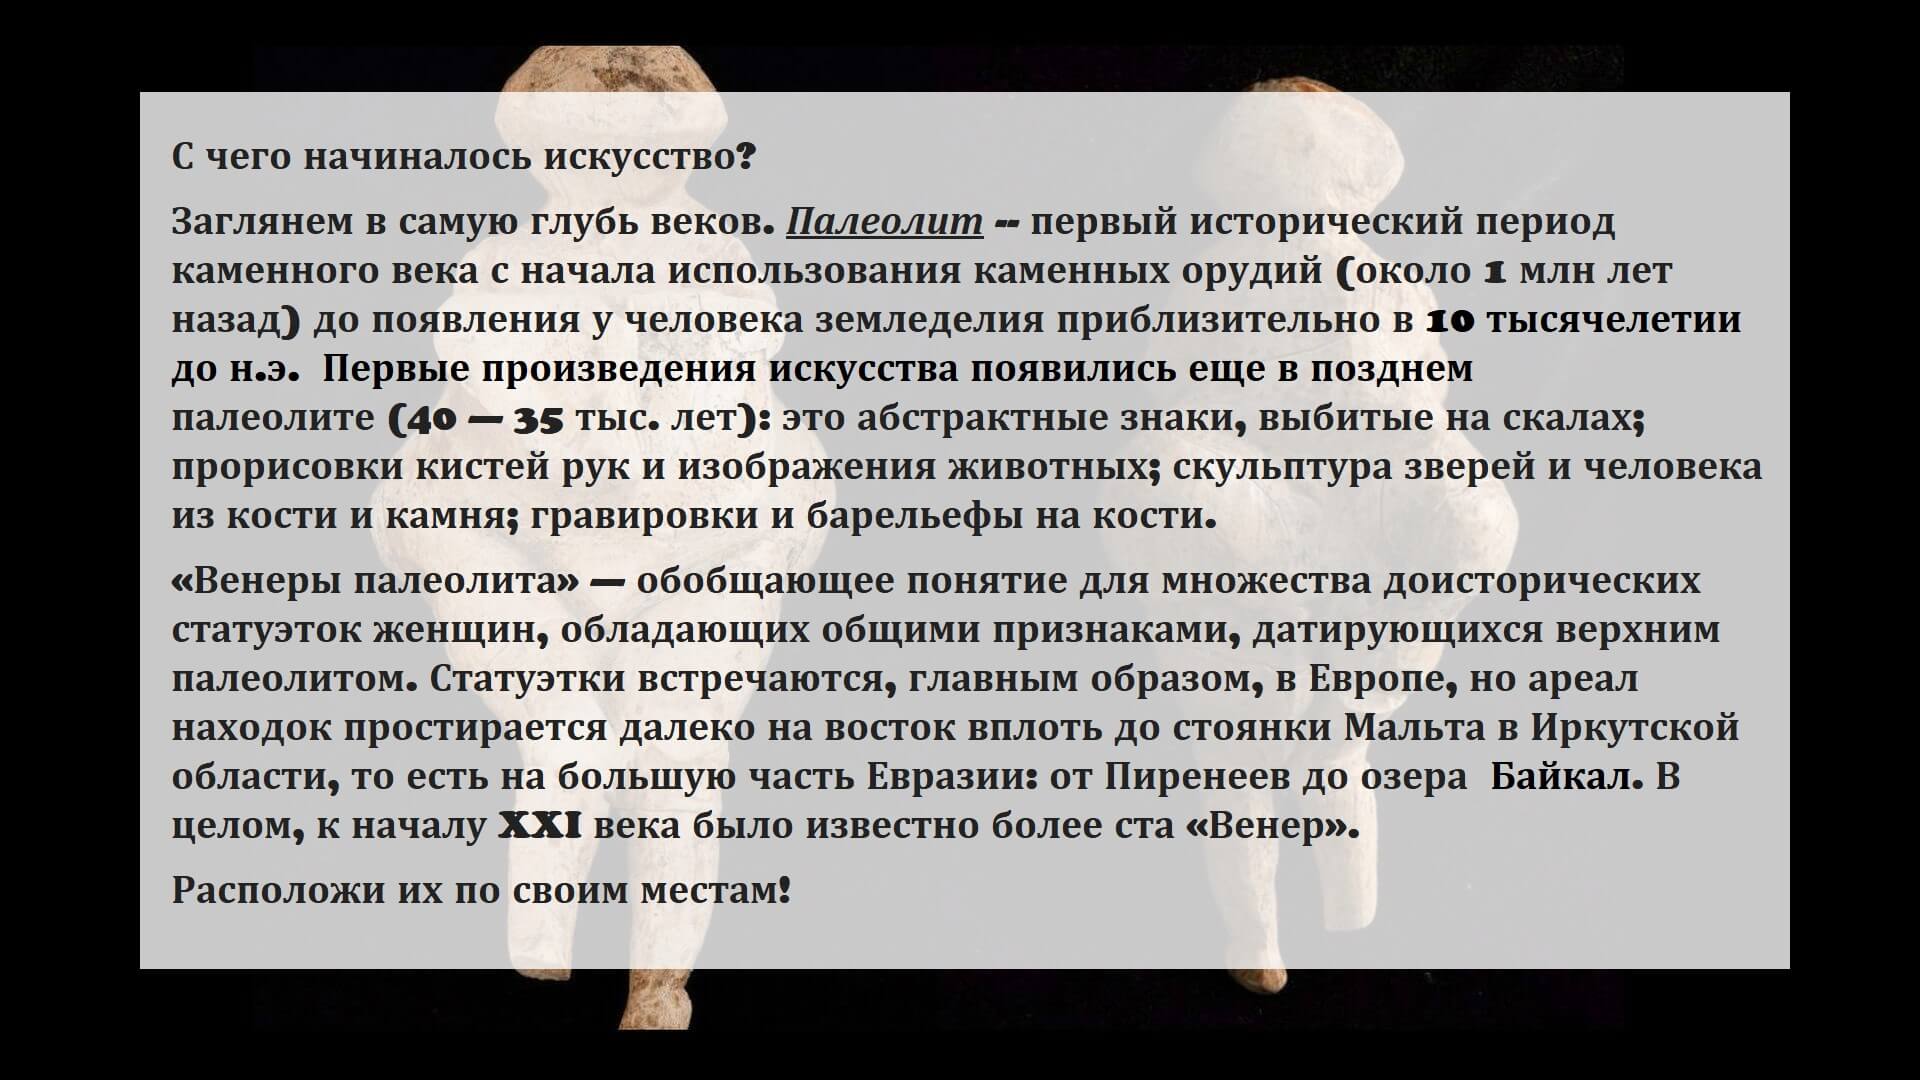 С чего начиналось искусство?
Заглянем в самую глубь веков. Палеолит -- первый исторический период
каменного века с начала использования каменных орудий (около 1 млн лет
назад) до появления у человека земледелия приблизительно в 10 тысячелетии
до н.э.  Первые произведения искусства появились еще в позднем
палеолите (40 — 35 тыс. лет): это абстрактные знаки, выбитые на скалах;
прорисовки кистей рук и изображения животных; скульптура зверей и человека
из кости и камня; гравировки и барельефы на кости.
«Венеры палеолита» — обобщающее понятие для множества доисторических
статуэток женщин, обладающих общими признаками, датирующихся верхним
палеолитом. Статуэтки встречаются, главным образом, в Европе, но ареал
находок простирается далеко на восток вплоть до стоянки Мальта в Иркутской
области, то есть на большую часть Евразии: от Пиренеев до озера  Байкал. В
целом, к началу XXI века было известно более ста «Венер».
Расположи их по своим местам!